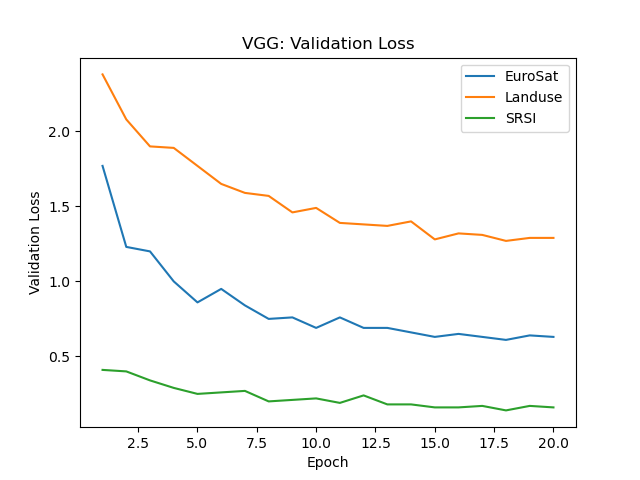 VGG: Validation Loss
EuroSat
Landuse
SRSI
Validation Loss
2.0
1.5
1.0
0.5
2.5 5.0 7.5 10.0 12.5 15.0 17.5 20.0
Epoch